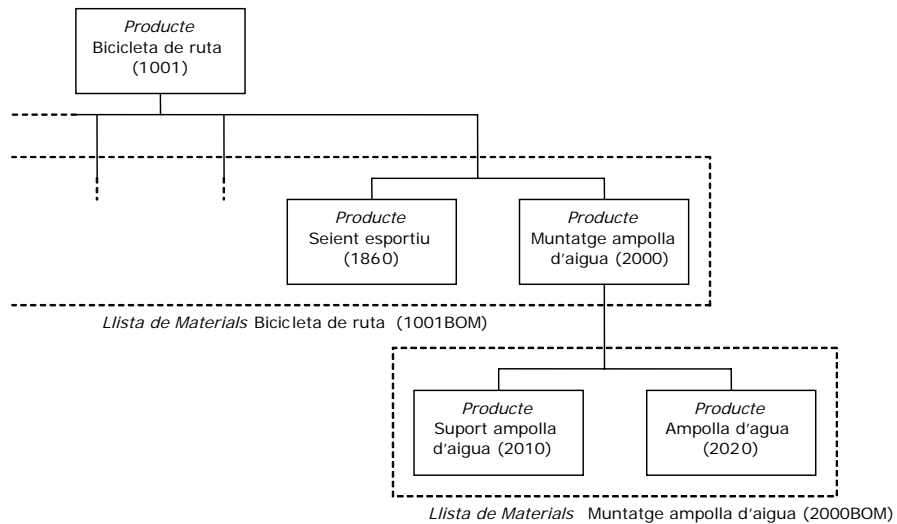 Producte
Bicicleta de ruta
(1001)
Producte
Seient esportiu
(1860)
Producte
Muntatge ampolla
d'aigua (2000)
Llista de Materials Bicicleta de ruta (1001BOM)
Producte
Suport ampolla
d'aigua (2010)
Producte
Ampolla d'agua
(2020)
Llista de Materials Muntatge ampolla d'aigua (2000BOM)